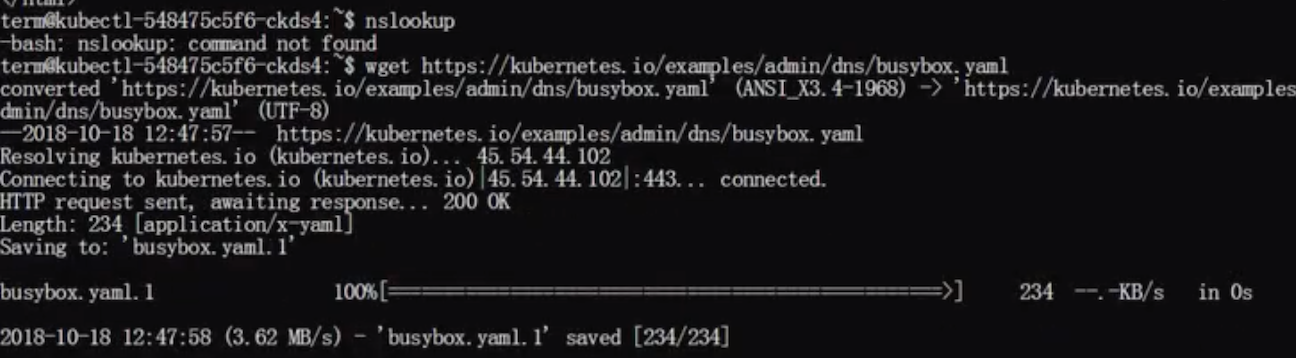 term@kubectl-548475c5f6-ckds4:~$ nslookup
-bash: nslookup: command not found
term@kubectl-548475c5f6-ckds4:~$ wget https://kubernetes.io/examples/admin/dns/busybox.yaml
converted 'https://kubernetes.io/examples/admin/dns/busybox.yaml' (ANSI_X3.4-1968) -> 'https://kubernetes.io/examples
dmin/dns/busybox.yaml' (UTF-8)
--2018-10-18 12:47:57-- https://kubernetes.io/examples/admin/dns/busybox.yaml
Resolving kubernetes.io (kubernetes.io)... 45.54.44.102
Connecting to kubernetes.io (kubernetes.io)|45.54.44.102|:443... connected.
HTTP request sent, awaiting response... 200 OK
Length: 234 [application/x-yaml]
Saving to: 'busybox.yaml.1'
busybox.yaml.1 100%[===================================================>] 234 --.-KB/s in 0s
2018-10-18 12:47:58 (3.62 MB/s) - 'busybox.yaml.1' saved [234/234]